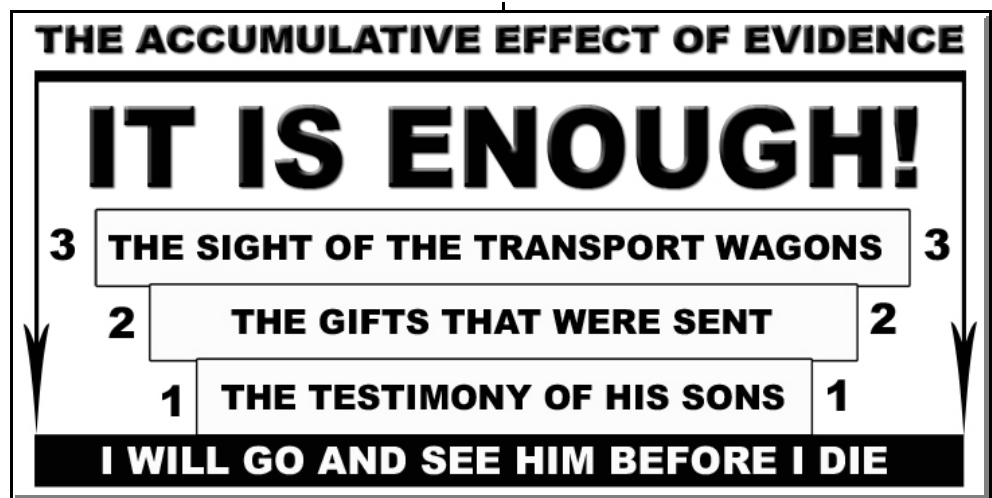 THE ACCUMULATIVE EFFECT OF EVIDENCE
IT IS ENOUGH!
3 THE SIGHT OF THE TRANSPORT WAGONS 3
2 THE GIFTS THAT WERE SENT 2
1 THE TESTIMONY OF HIS SONS 1
I WILL GO AND SEE HIM BEFORE I DIE